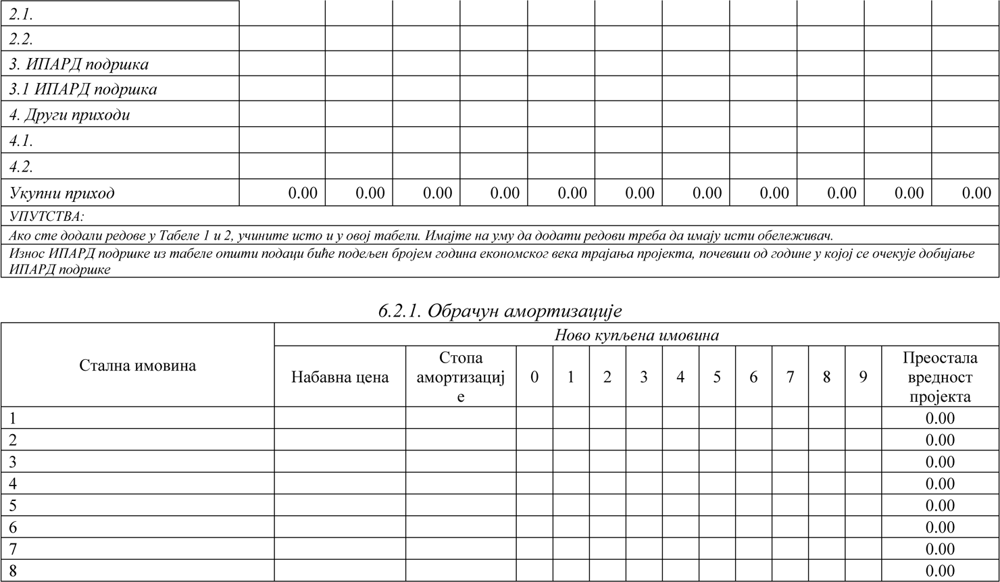 2.1.
2.2.
3. ИПАРД подршка
3.1 ИПАРД подршка
4. Други приходи
4.1.
4.2.
Укупни приход 0.00 0.00 0.00 0.00 0.00 0.00 0.00 0.00 0.00 0.00 0.00
УПУТСТВА:
Ако сте додали редове у Табеле 1 и 2, учините исто и у овој табели. Имајте на уму да додати редови треба да имају исти обележивач.
Износ ИПАРД подршке из табеле општи подаци биће подељен бројем година економског века трајања пројекта, почевши од године у којој се очекује добијање
ИПАРД подршке
6.2.1. Обрачун амортизације
Стална имовина
Ново купљена имовина
Набавна цена
Стопа
амортизациј
е
0 1 2 3 4 5 6 7 8 9
Преостала
вредност
пројекта
1 0.00
2 0.00
3 0.00
4 0.00
5 0.00
6 0.00
7 0.00
8 0.00